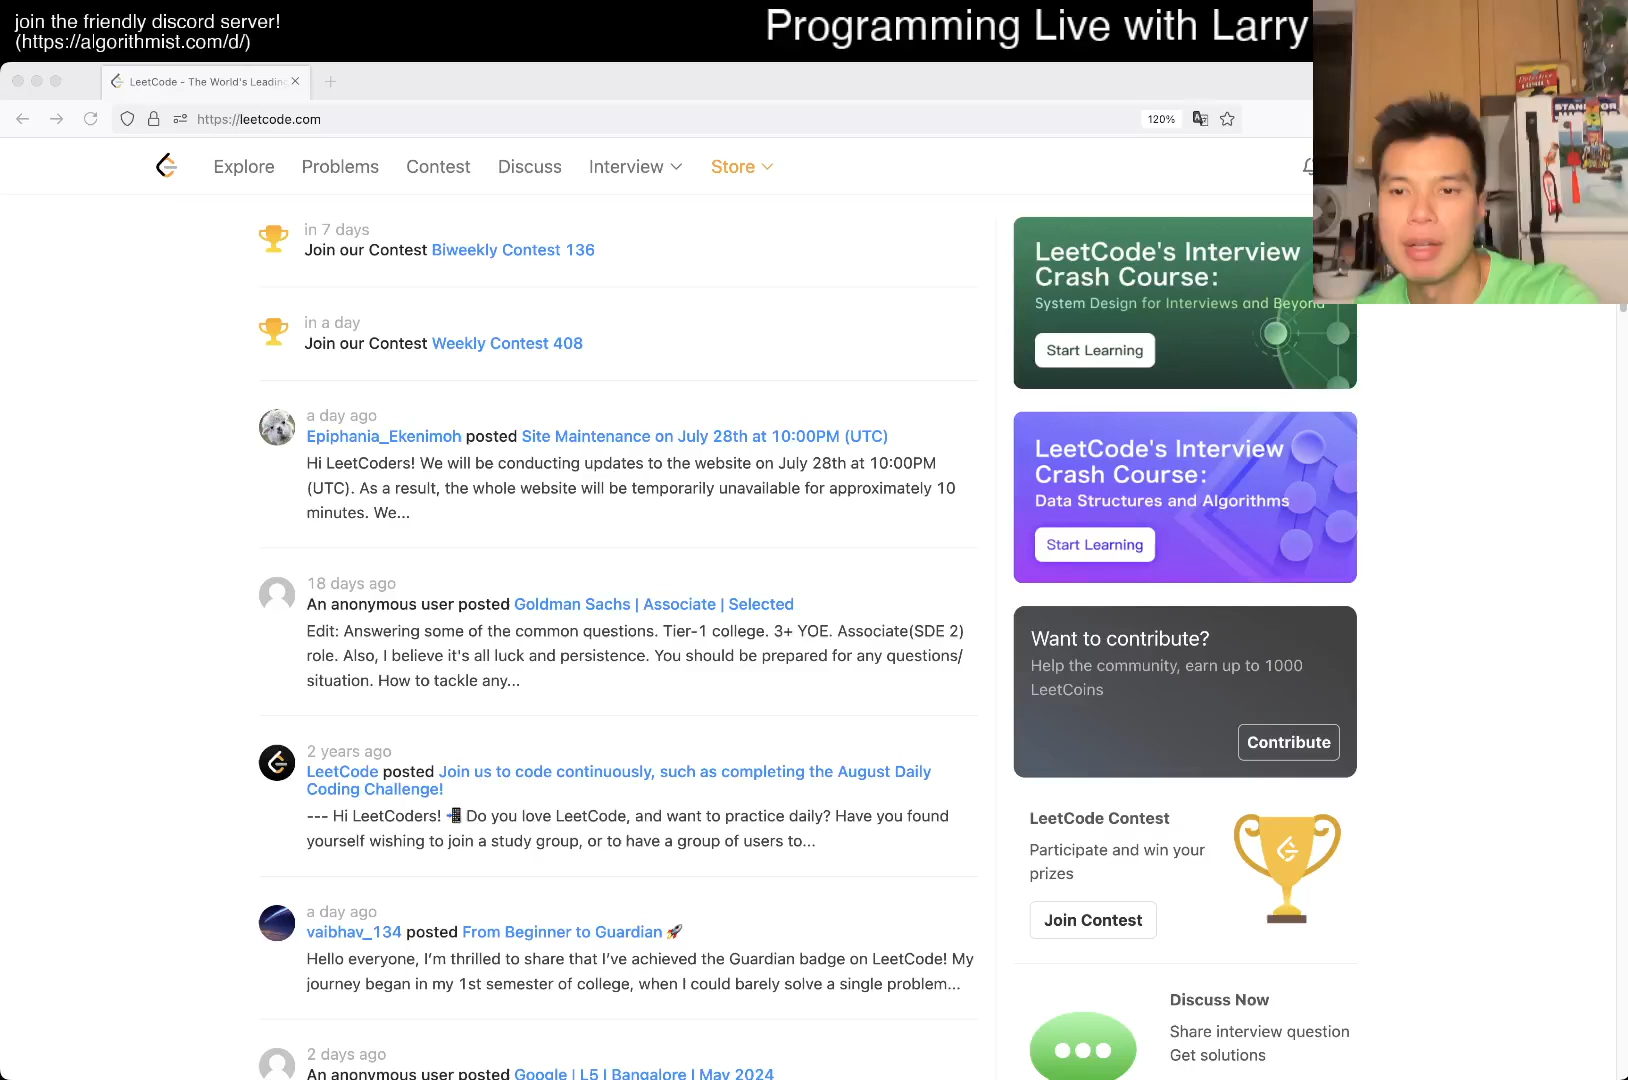 join the friendly discord server!
(https://algorithmist.com/d/)
Programming Live with Larry
LeetCode - The World's Leading
https://leetcode.com
120%
Explore
Problems
Contest
Discuss
Interview
Store
in 7 days
Join our Contest Biweekly Contest 136
in a day
Join our Contest Weekly Contest 408
a day ago
Epiphania_Ekenimoh posted Site Maintenance on July 28th at 10:00PM (UTC)
Hi LeetCoders! We will be conducting updates to the website on July 28th at 10:00PM
(UTC). As a result, the whole website will be temporarily unavailable for approximately 10
minutes. We...
18 days ago
An anonymous user posted Goldman Sachs | Associate | Selected
Edit: Answering some of the common questions. Tier-1 college. 3+ YOE. Associate(SDE 2)
role. Also, I believe it's all luck and persistence. You should be prepared for any questions/
situation. How to tackle any...
2 years ago
LeetCode posted Join us to code continuously, such as completing the August Daily
Coding Challenge!
--- Hi LeetCoders! 📲 Do you love LeetCode, and want to practice daily? Have you found
yourself wishing to join a study group, or to have a group of users to...
a day ago
vaibhav_134 posted From Beginner to Guardian 🚀
Hello everyone, I'm thrilled to share that I've achieved the Guardian badge on LeetCode! My
journey began in my 1st semester of college, when I could barely solve a single problem...
2 days ago
An anonymous user posted Google | L5 | Bangalore | May 2024
LeetCode's Interview
Crash Course:
System Design for Interviews and Beyond
Start Learning
LeetCode's Interview
Crash Course:
Data Structures and Algorithms
Start Learning
Want to contribute?
Help the community, earn up to 1000
LeetCoins
Contribute
LeetCode Contest
Participate and win your
prizes
Join Contest
Discuss Now
Share interview question
Get solutions